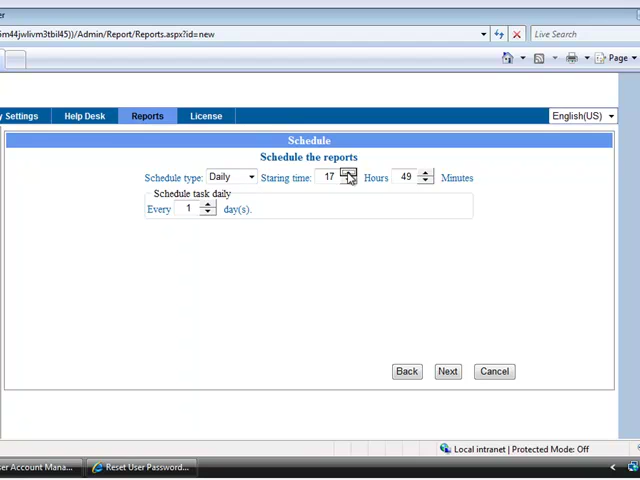 er
5m44jwlivm3tbil45))/Admin/Report/Reports.aspx?id=new
Live Search
Page
y Settings Help Desk Reports License English(US)
Schedule
Schedule the reports
Schedule type: Daily Staring time: 17 Hours 49 Minutes
Schedule task daily
Every 1 day(s).
Back Next Cancel
Local intranet | Protected Mode: Off
ser Account Mana... Reset User Password...